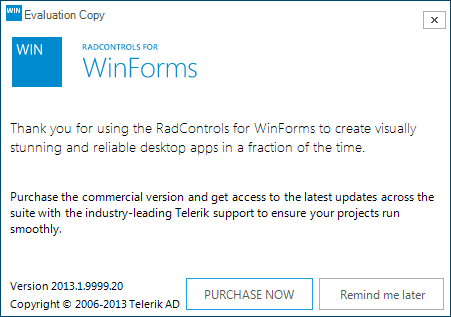 WIN Evaluation Copy
WIN
RADCONTROLS FOR
WinForms
Thank you for using the RadControls for WinForms to create visually
stunning and reliable desktop apps in a fraction of the time.
Purchase the commercial version and get access to the latest updates across the
suite with the industry-leading Telerik support to ensure your projects run
smoothly.
Version 2013.1.9999.20
Copyright © 2006-2013 Telerik AD
PURCHASE NOW
Remind me later